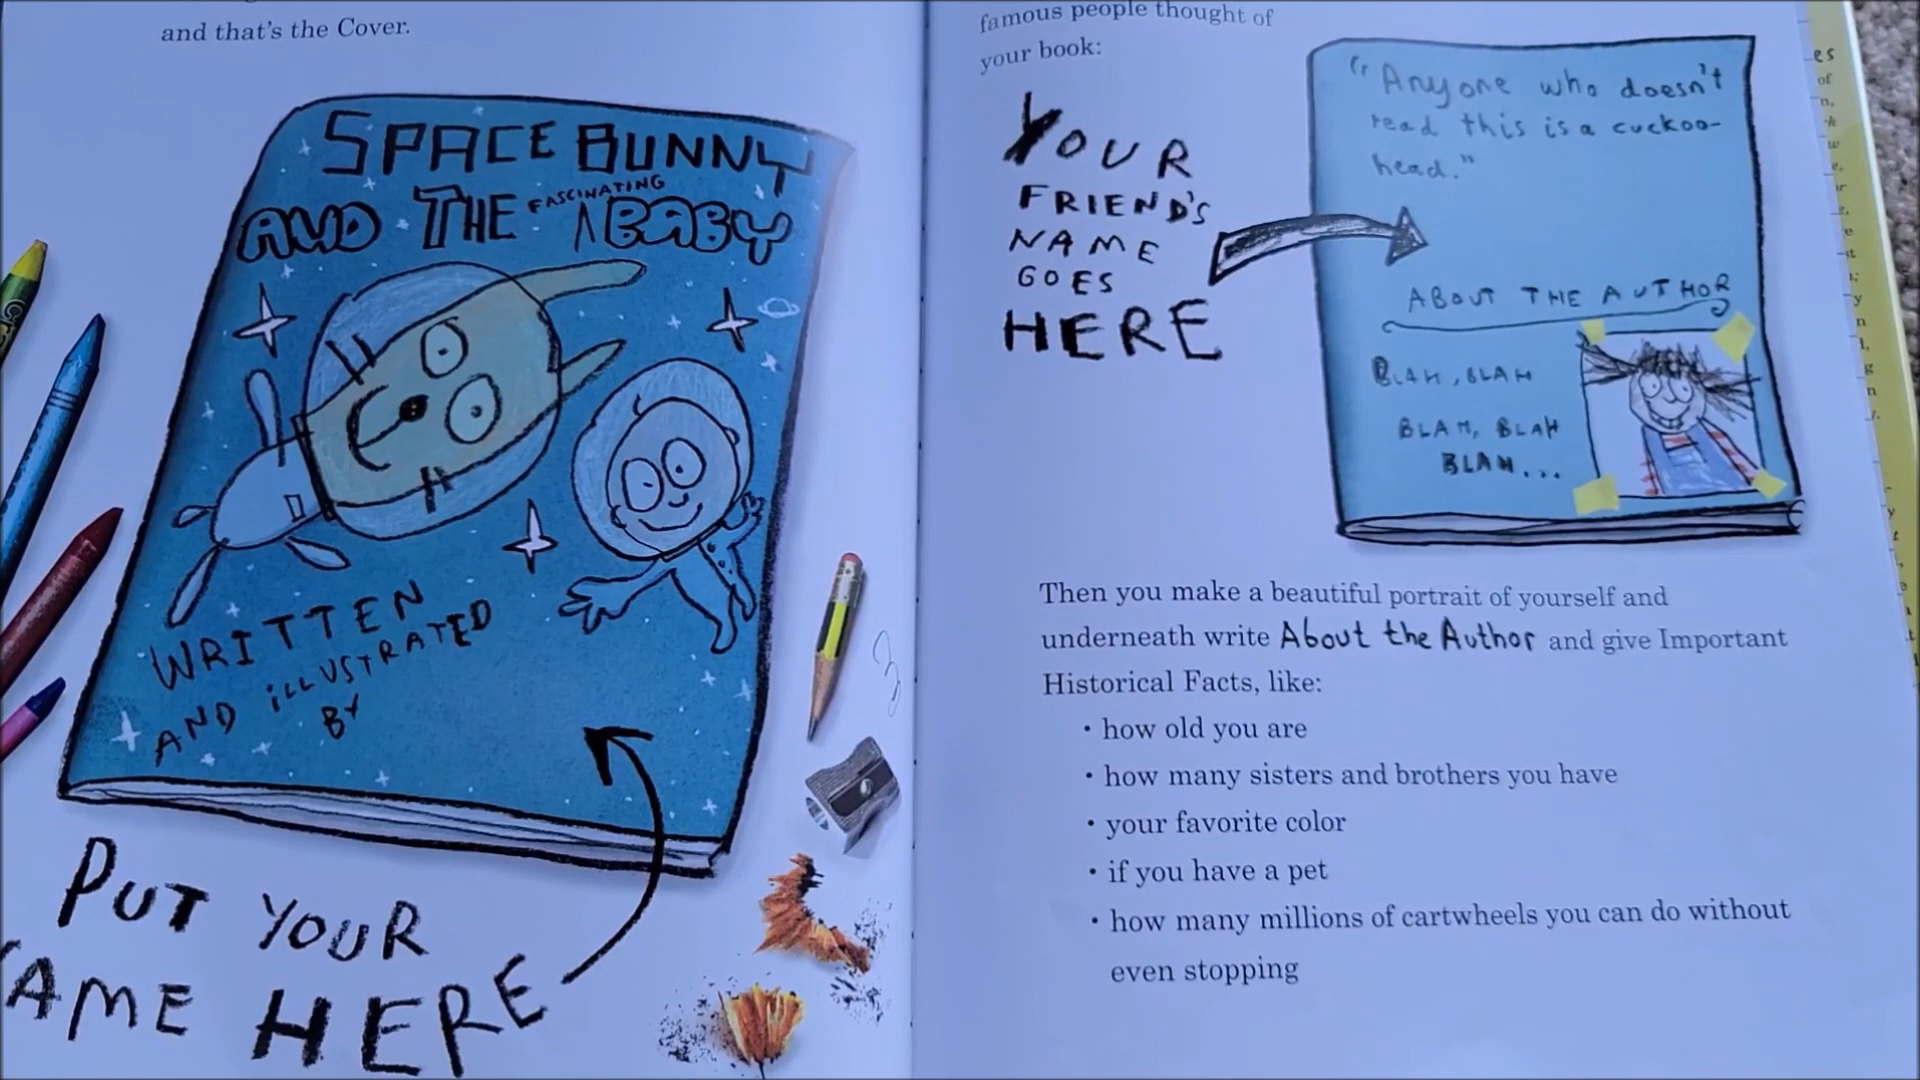 and that's the Cover.
SPACE BUNNY
AND THE FASCINATING BABY
WRITTEN
AND iLLUSTRATED
BY
PUT YOUR
AME HERE
famous people thought of
your book:
YOUR
FRIEND'S
NAME
GOES
HERE
"Anyone who doesn't
read this is a cuckoo-
head."
ABOUT THE AUTHOR
BLAH, BLAH
BLAH, BLAH
BLAH...
Then you make a beautiful portrait of yourself and
underneath write About the Author and give Important
Historical Facts, like:
• how old you are
• how many sisters and brothers you have
• your favorite color
• if you have a pet
• how many millions of cartwheels you can do without
even stopping